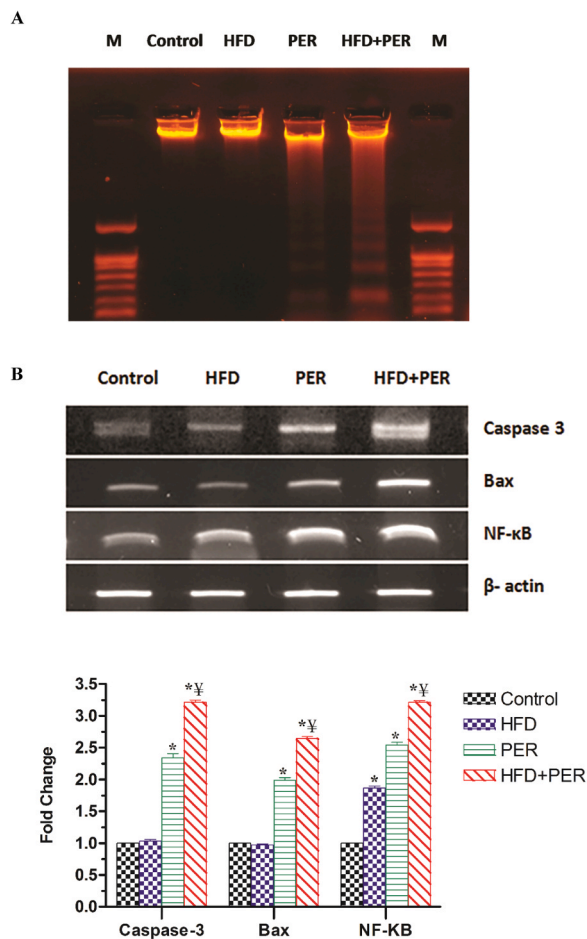 A
M Control HFD PER HFD+PER M
B
Control HFD PER HFD+PER
Caspase 3
Bax
NF-κB
β- actin
3.5
3.0
2.5
2.0
1.5
1.0
0.5
0.0
Fold Change
*
*¥
*
*¥
*
*
*¥
Caspase-3 Bax NF-KB
Control
HFD
PER
HFD+PER